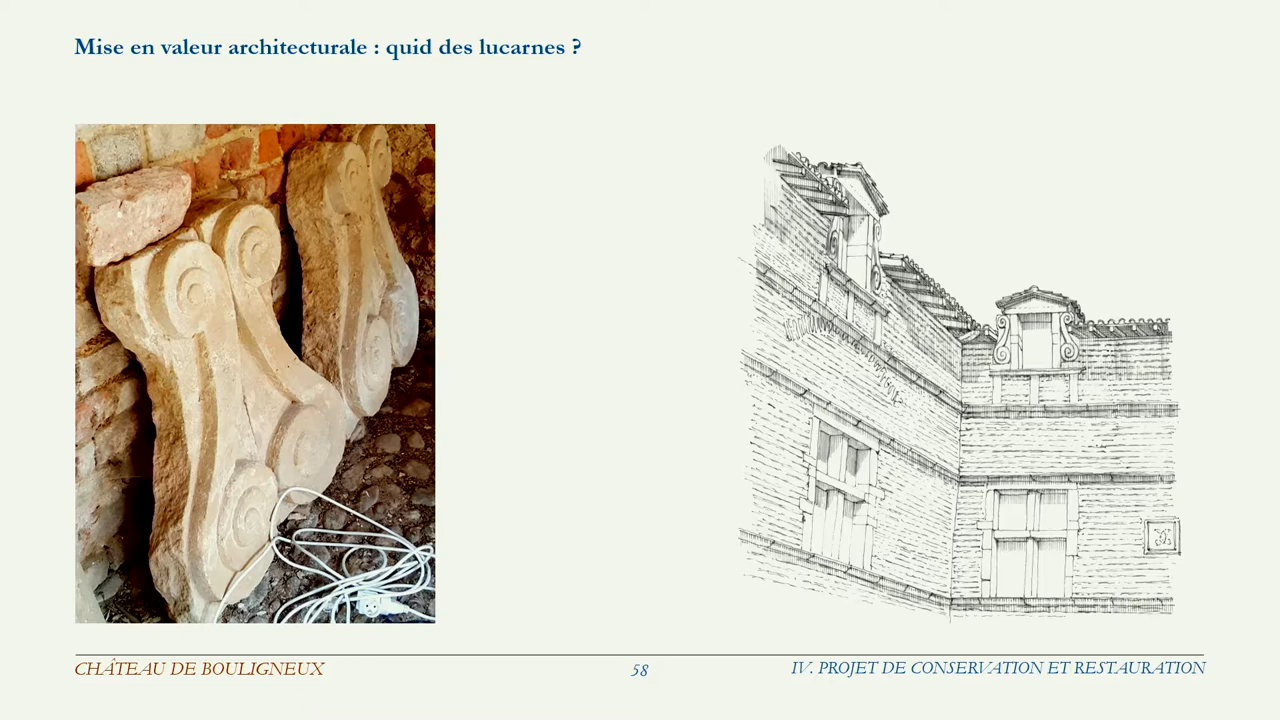 Mise en valeur architecturale : quid des lucarnes ?
CHÂTEAU DE BOULIGNEUX
58
IV. PROJET DE CONSERVATION ET RESTAURATION